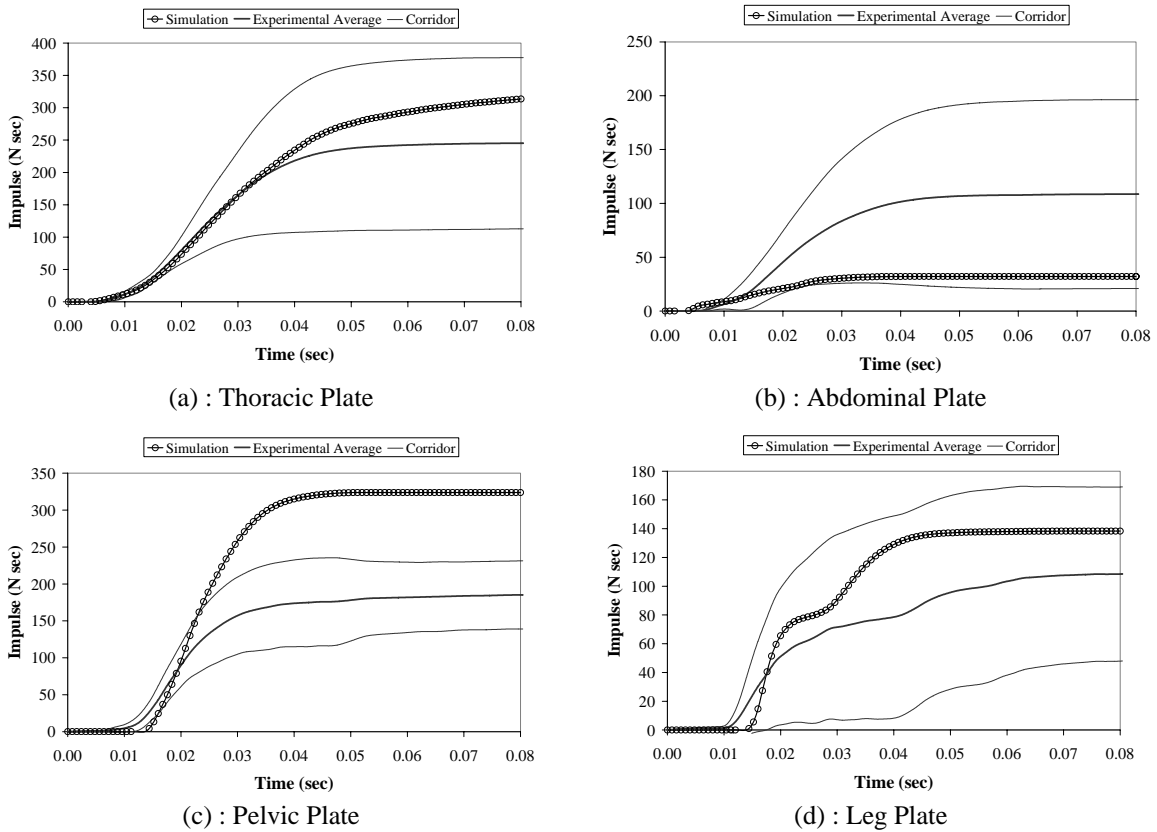 Simulation Experimental Average Corridor
400
350
300
250
200
150
100
50
0
Impulse (N sec)
0.00 0.01 0.02 0.03 0.04 0.05 0.06 0.07 0.08
Time (sec)
(a) : Thoracic Plate
Simulation Experimental Average Corridor
250
200
150
100
50
0
Impulse (N sec)
0.00 0.01 0.02 0.03 0.04 0.05 0.06 0.07 0.08
Time (sec)
(b) : Abdominal Plate
Simulation Experimental Average Corridor
350
300
250
200
150
100
50
0
Impulse (N sec)
0.00 0.01 0.02 0.03 0.04 0.05 0.06 0.07 0.08
Time (sec)
(c) : Pelvic Plate
Simulation Experimental Average Corridor
180
160
140
120
100
80
60
40
20
0
Impulse (N sec)
0.00 0.01 0.02 0.03 0.04 0.05 0.06 0.07 0.08
Time (sec)
(d) : Leg Plate